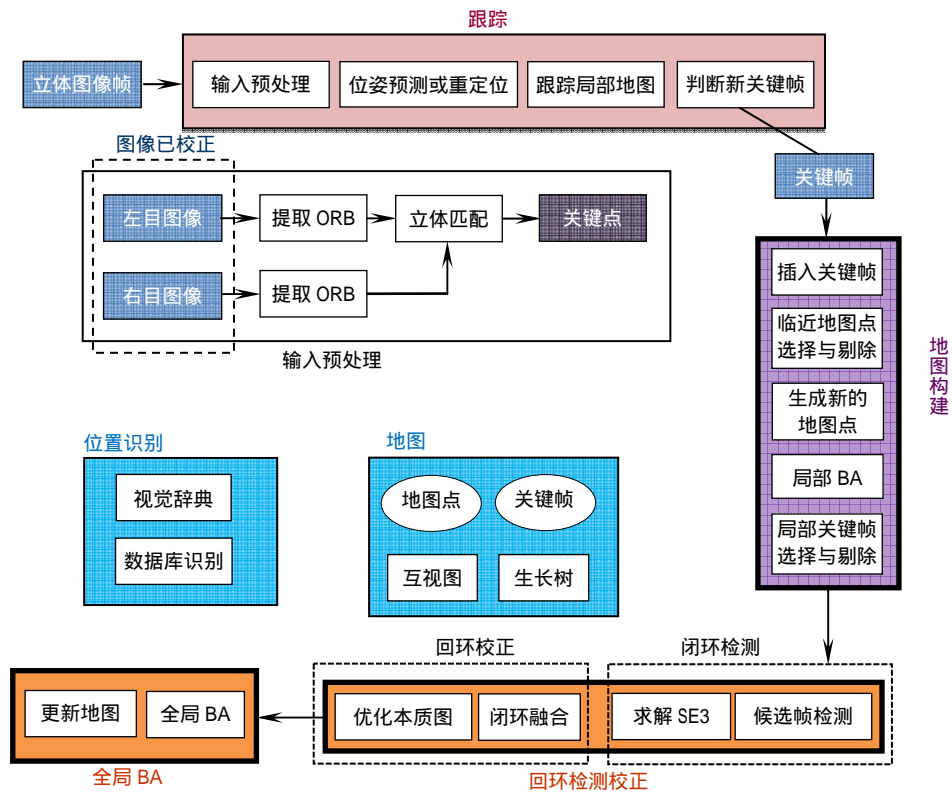 跟踪
立体图像帧
输入预处理
位姿预测或重定位
跟踪局部地图
判断新关键帧
图像已校正
关键帧
左目图像
提取 ORB
立体匹配
关键点
右目图像
提取 ORB
输入预处理
插入关键帧
临近地图点
选择与剔除
生成新的
地图点
局部 BA
局部关键帧
选择与剔除
地图构建
位置识别
视觉辞典
数据库识别
地图
地图点
关键帧
互视图
生长树
回环校正
闭环检测
更新地图
全局 BA
优化本质图
闭环融合
求解 SE3
候选帧检测
全局 BA
回环检测校正